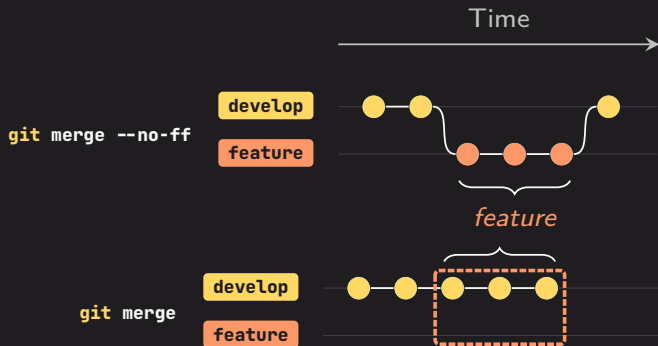 Time
develop
git merge --no-ff
feature
feature
develop
git merge
feature